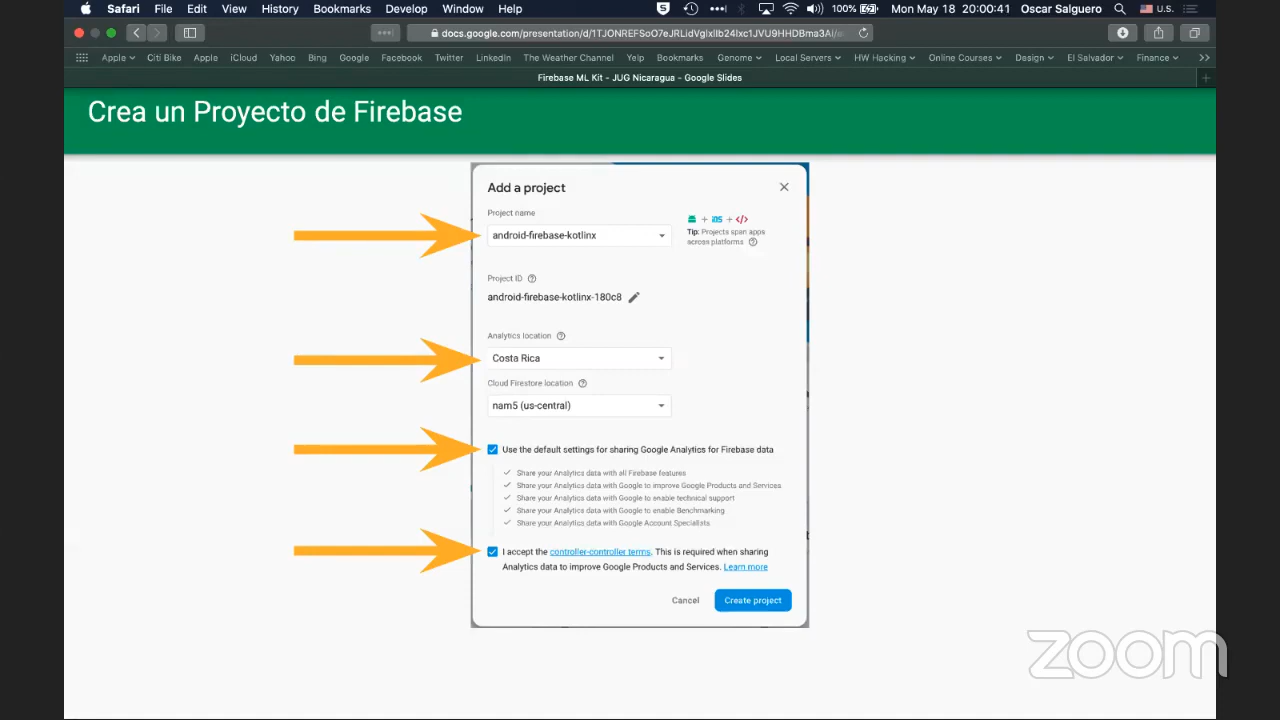 Safari File Edit View History Bookmarks Develop Window Help 100% Mon May 18 20:00:41 Oscar Salguero U.S.
docs.google.com/presentation/d/
Apple Citi Bike Apple iCloud Yahoo Bing Google Facebook Twitter LinkedIn The Weather Channel Yelp Bookmarks Genome Local Servers HW Hacking Online Courses Design El Salvador Finance
Firebase ML Kit - JUG Nicaragua - Google Slides
Crea un Proyecto de Firebase
Add a project
Project name
android-firebase-kotlinx
+ iOS + </>
Tip: Projects span apps
across platforms
Project ID
android-firebase-kotlinx-180c8
Analytics location
Costa Rica
Cloud Firestore location
nam5 (us-central)
Use the default settings for sharing Google Analytics for Firebase data
Share your Analytics data with all Firebase features
Share your Analytics data with Google to improve Google Products and Services
Share your Analytics data with Google to enable technical support
Share your Analytics data with Google to enable Benchmarking
Share your Analytics data with Google Account Specialists
I accept the controller-controller terms. This is required when sharing
Analytics data to improve Google Products and Services. Learn more
Cancel Create project
zoom